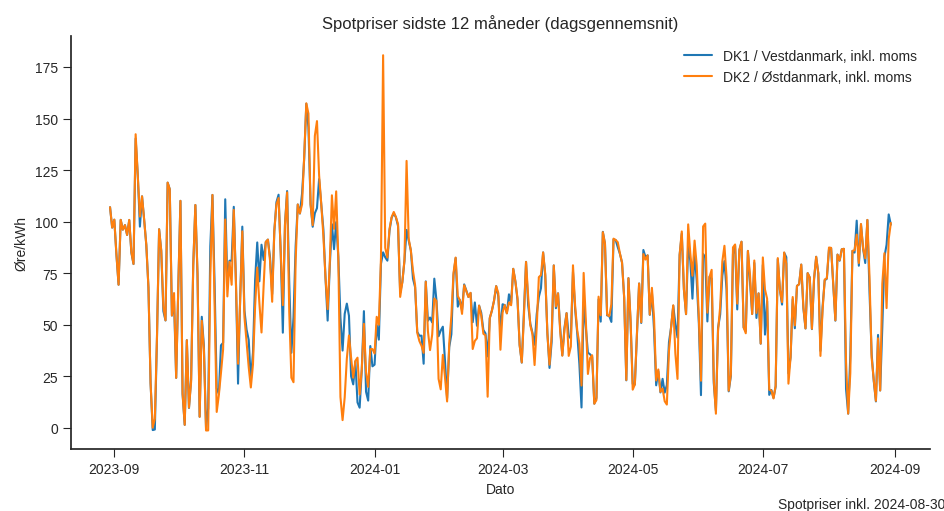 Spotpriser sidste 12 måneder (dagsgennemsnit)
DK1 / Vestdanmark, inkl. moms
DK2 / Østdanmark, inkl. moms
Øre/kWh
175
150
125
100
75
50
25
0
2023-09
2023-11
2024-01
2024-03
2024-05
2024-07
2024-09
Dato
Spotpriser inkl. 2024-08-30